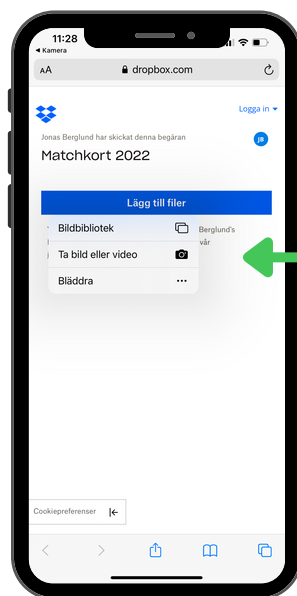 11:28
Kamera
AA dropbox.com
Logga in
Jonas Berglund har skickat denna begäran
JB
Matchkort 2022
Lägg till filer
Berglund's
Bildbibliotek
vår
Ta bild eller video
Bläddra
Cookiepreferenser